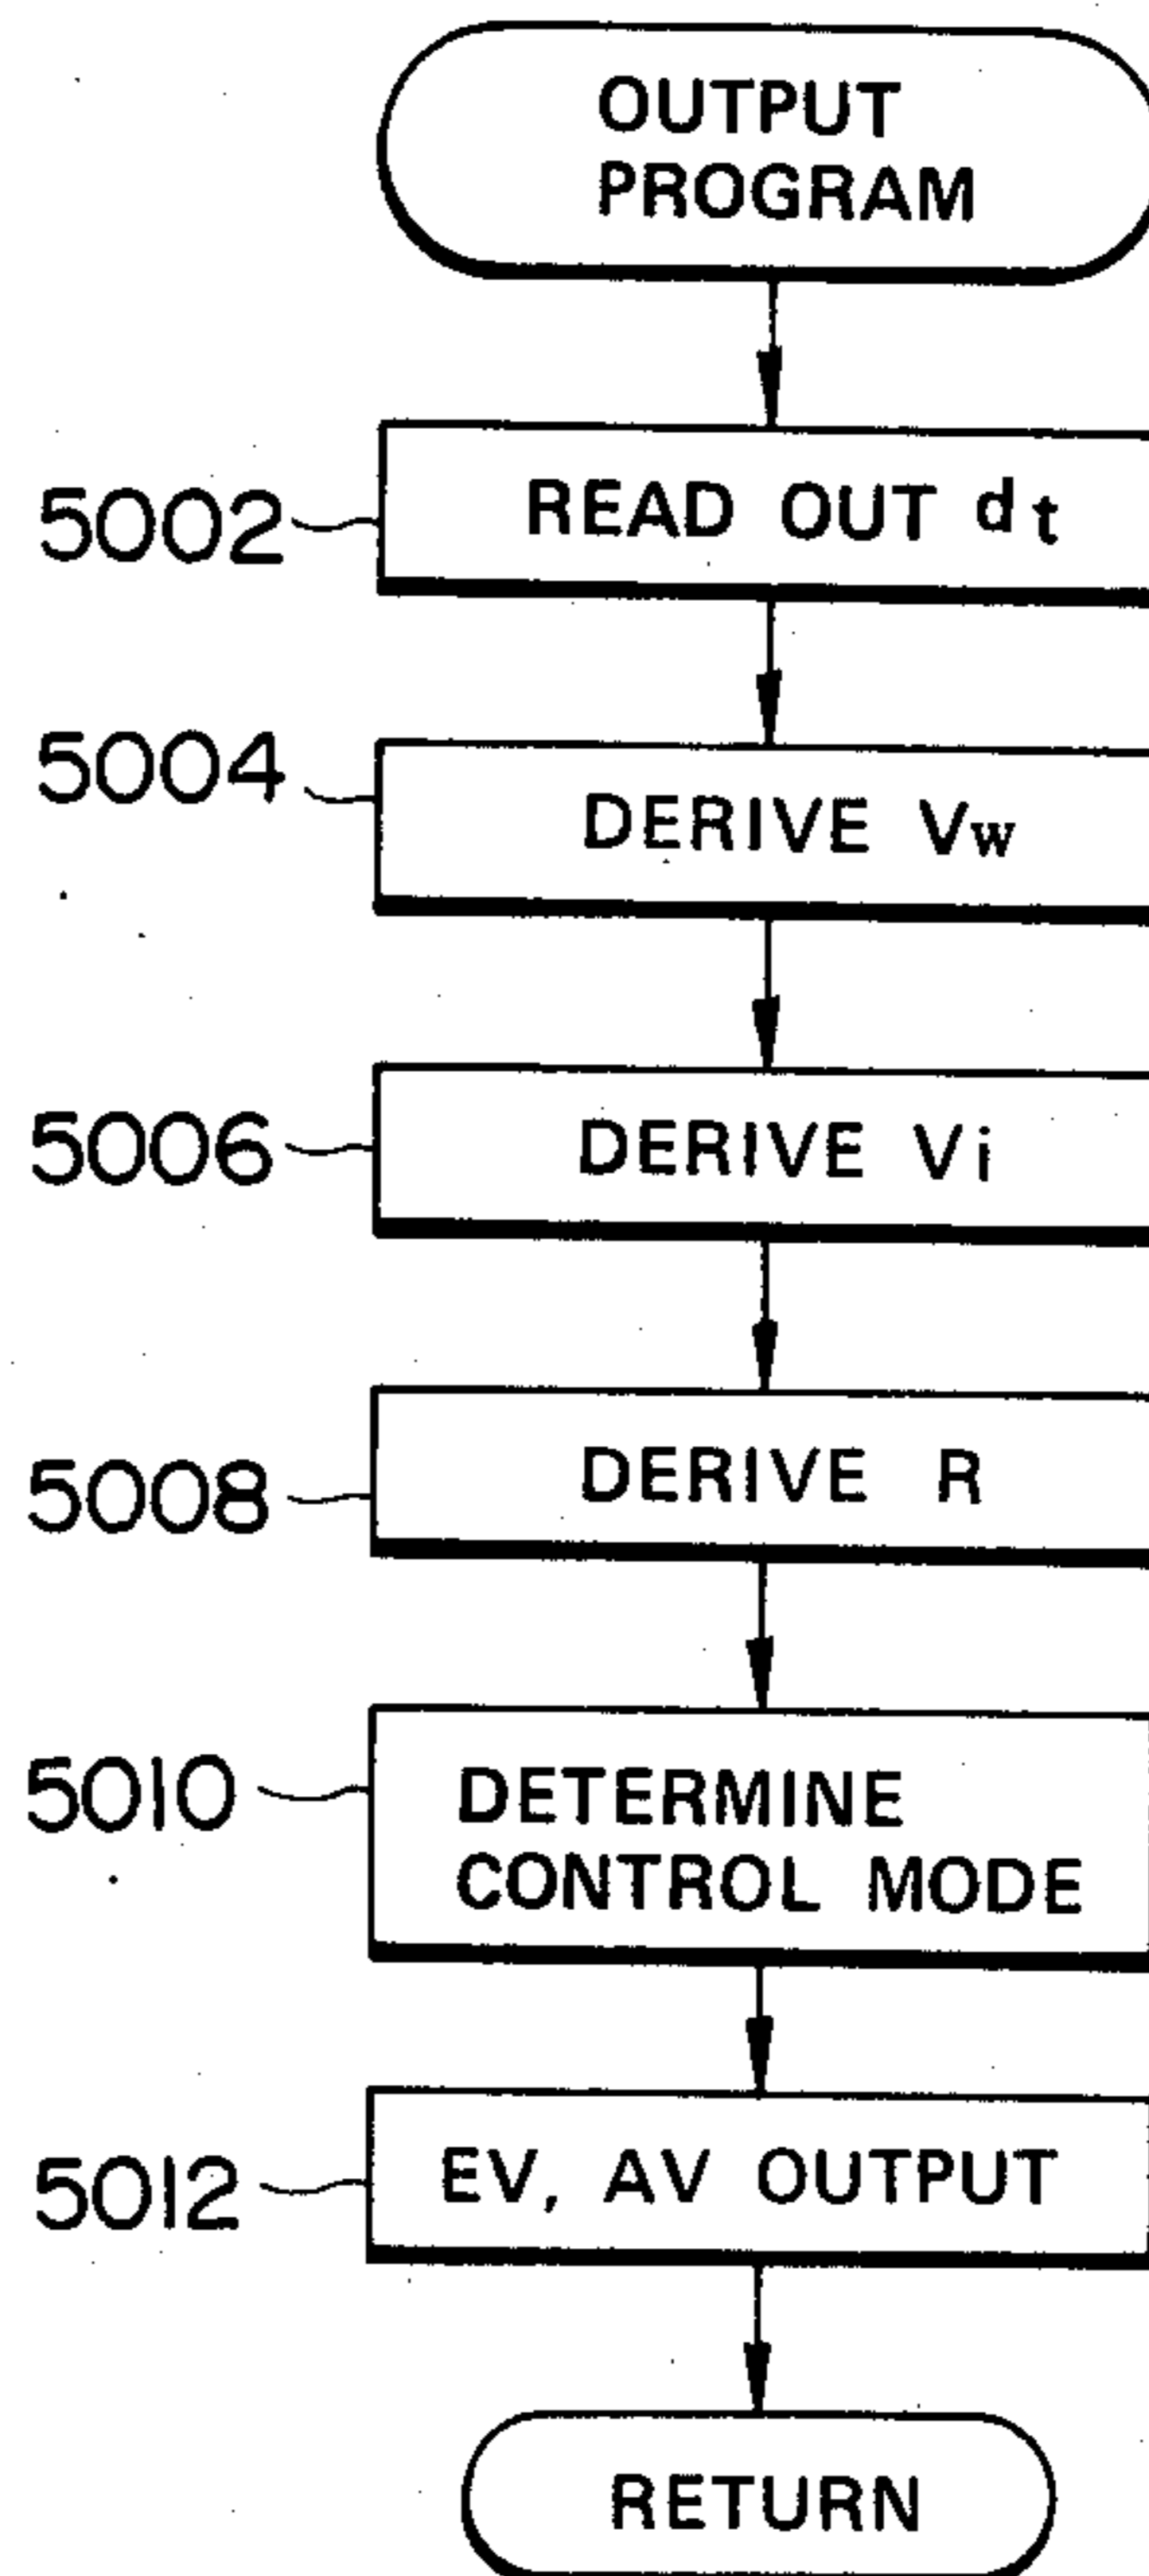 OUTPUT
PROGRAM
5002
READ OUT dt
5004
DERIVE Vw
5006
DERIVE Vi
5008
DERIVE R
5010
DETERMINE
CONTROL MODE
5012
EV, AV OUTPUT
RETURN